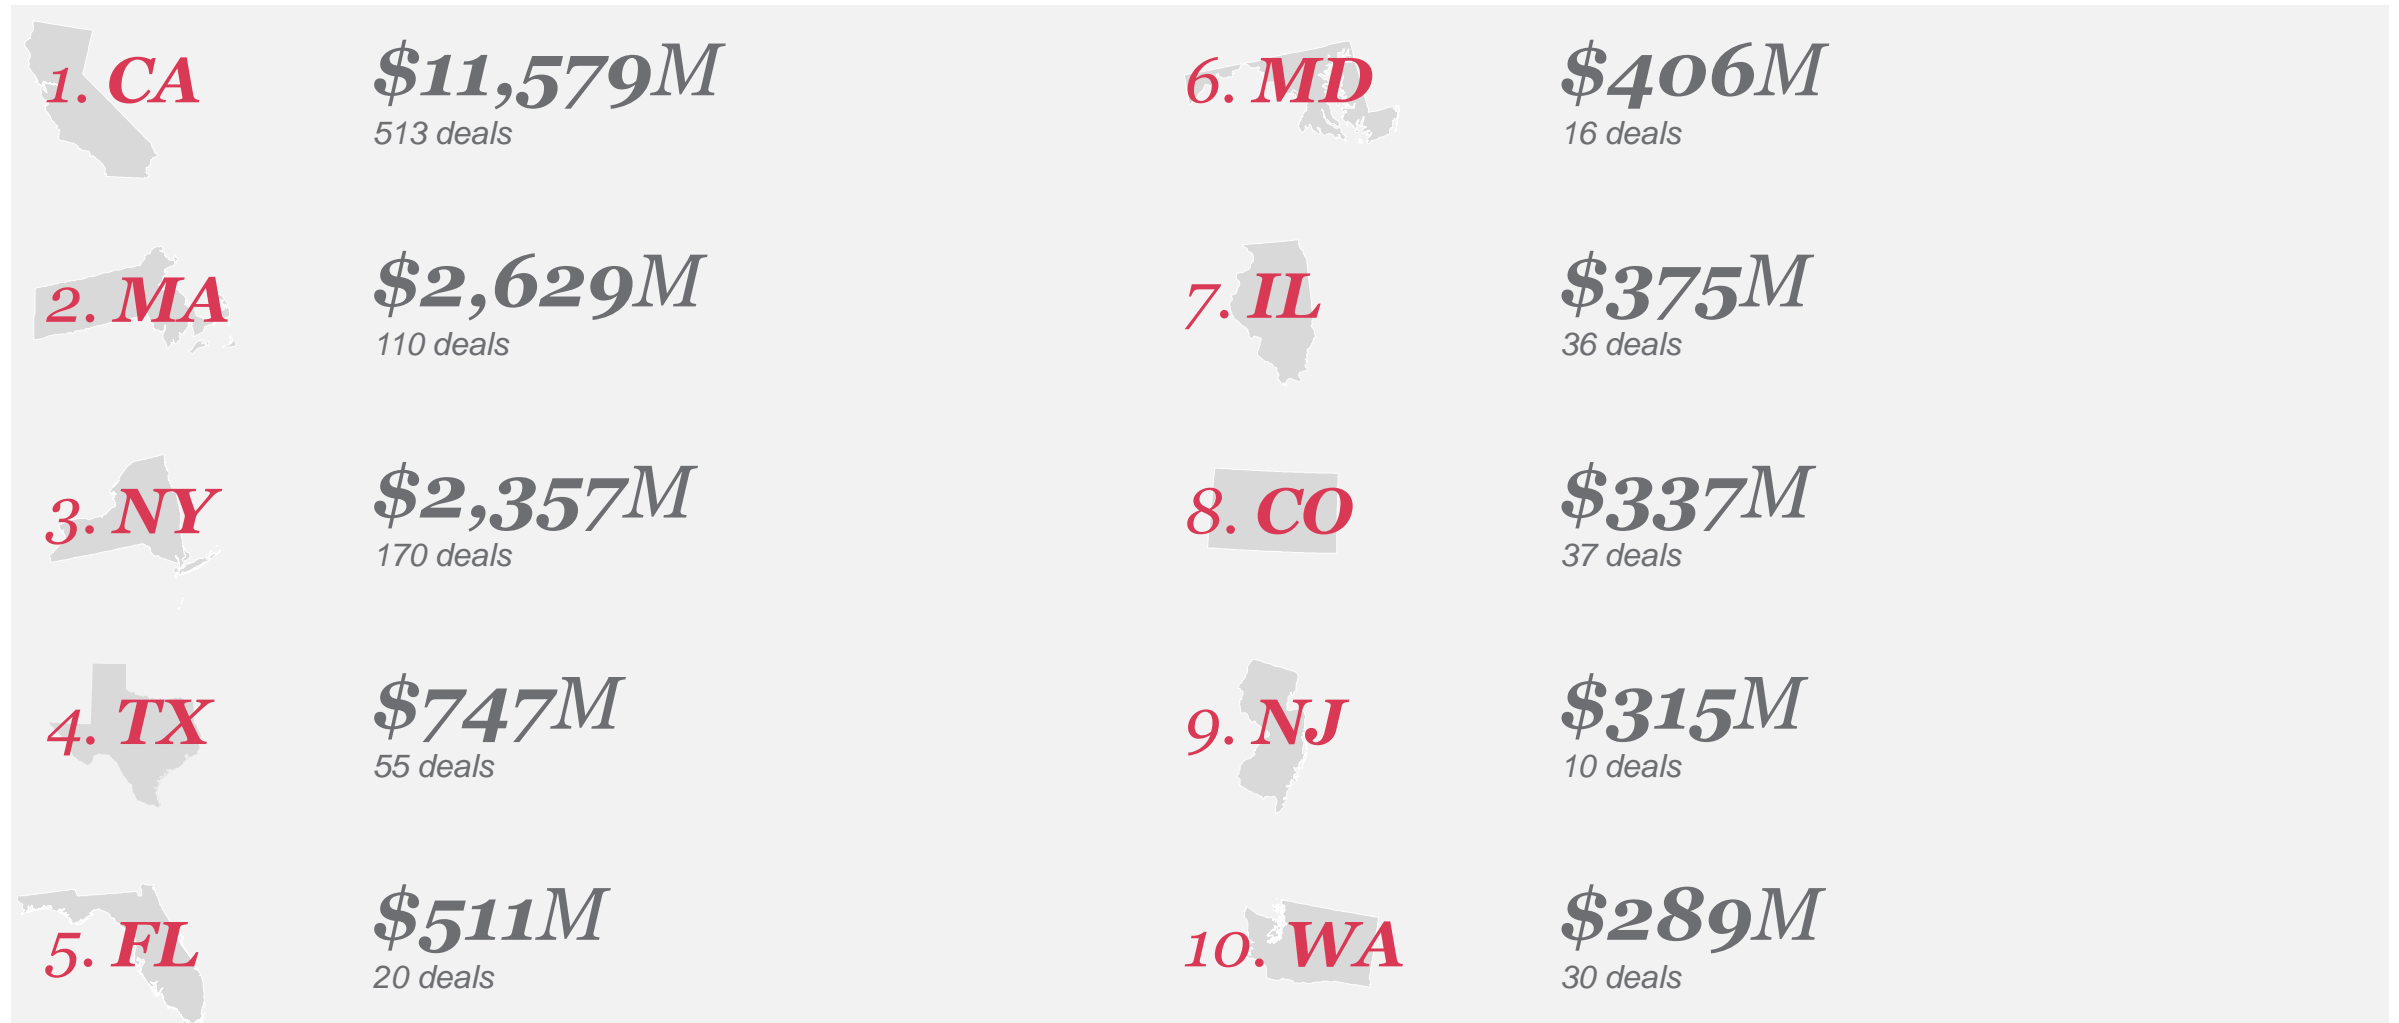 1. CA
$11,579M
513 deals
2. MA
$2,629M
110 deals
3. NY
$2,357M
170 deals
4. TX
$747M
55 deals
5. FL
$511M
20 deals
6. MD
$406M
16 deals
7. IL
$375M
36 deals
8. CO
$337M
37 deals
9. NJ
$315M
10 deals
10. WA
$289M
30 deals